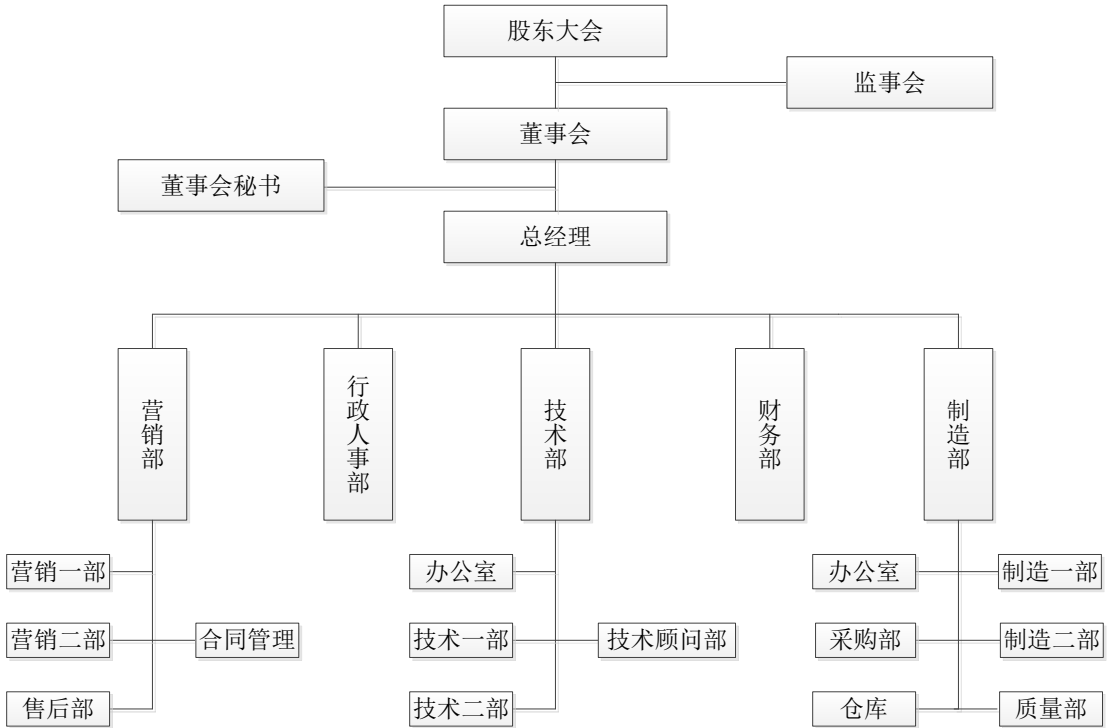 股东大会
监事会
董事会
董事会秘书
总经理
营销部
行政人事部
技术部
财务部
制造部
营销一部
办公室
办公室
制造一部
营销二部
合同管理
技术一部
技术顾问部
采购部
制造二部
售后部
技术二部
仓库
质量部